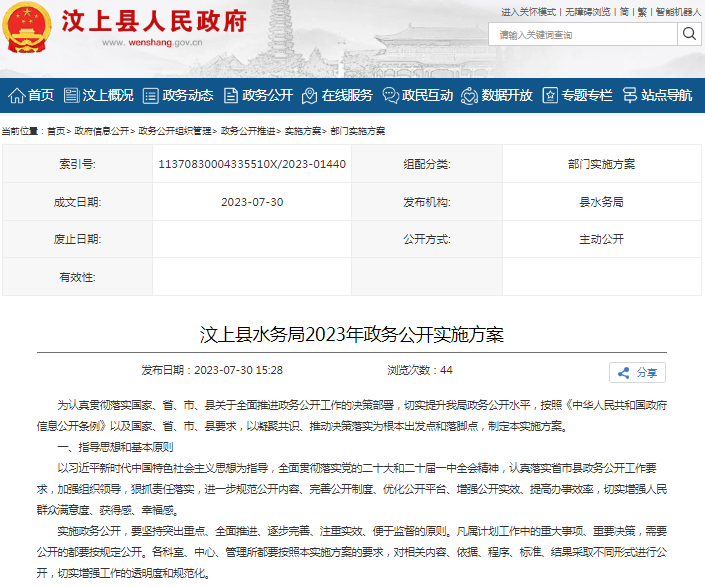 进入关怀模式 | 无障碍浏览 | 简 | 繁 | 智能机器人
汶上县人民政府
www.wenshang.gov.cn
请输入关键词查询
首页 汶上概况 政务动态 政务公开 在线服务 政民互动 数据开放 专题专栏 站点导航
当前位置：首页> 政府信息公开> 政务公开组织管理> 政务公开推进> 实施方案> 部门实施方案
索引号: 11370830004335510X/2023-01440 组配分类: 部门实施方案
成文日期: 2023-07-30 发布机构: 县水务局
废止日期: 公开方式: 主动公开
有效性:
汶上县水务局2023年政务公开实施方案
发布日期：2023-07-30 15:28 浏览次数：44 分享
为认真贯彻落实国家、省、市、县关于全面推进政务公开工作的决策部署，切实提升我局政务公开水平，按照《中华人民共和国政府
信息公开条例》以及国家、省、市、县要求，以凝聚共识、推动决策落实为根本出发点和落脚点，制定本实施方案。
一、指导思想和基本原则
以习近平新时代中国特色社会主义思想为指导，全面贯彻落实党的二十大和二十届一中全会精神，认真落实省市县政务公开工作要
求，加强组织领导，狠抓责任落实，进一步规范公开内容、完善公开制度、优化公开平台、增强公开实效、提高办事效率，切实增强人民
群众满意度、获得感、幸福感。
实施政务公开，要坚持突出重点、全面推进、逐步完善、注重实效、便于监督的原则。凡属计划工作中的重大事项、重要决策，需要
公开的都要按规定公开。各科室、中心、管理所都要按照本实施方案的要求，对相关内容、依据、程序、标准、结果采取不同形式进行公
开，切实增强工作的透明度和规范化。